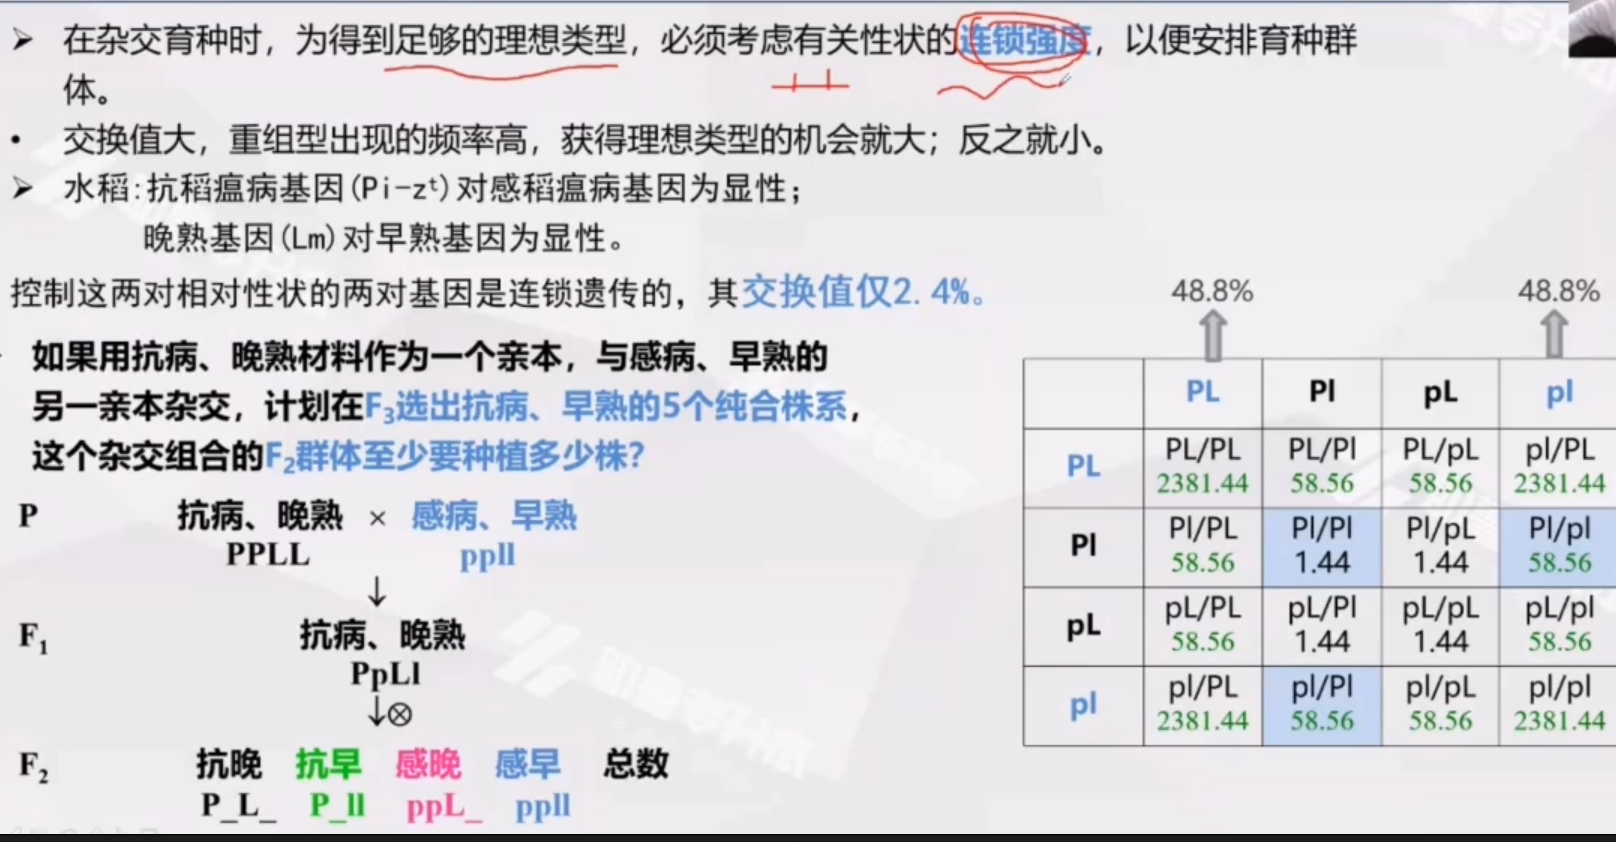 ➢ 在杂交育种时，为得到足够的理想类型，必须考虑有关性状的连锁强度，以便安排育种群
体。
• 交换值大，重组型出现的频率高，获得理想类型的机会就大；反之就小。
➢ 水稻:抗稻瘟病基因(Pi-zᵗ)对感稻瘟病基因为显性；
晚熟基因(Lm)对早熟基因为显性。
控制这两对相对性状的两对基因是连锁遗传的，其交换值仅2.4%。
如果用抗病、晚熟材料作为一个亲本，与感病、早熟的
另一亲本杂交，计划在F₃选出抗病、早熟的5个纯合株系，
这个杂交组合的F₂群体至少要种植多少株？
P 抗病、晚熟 × 感病、早熟
PPLL ppll
↓
F₁ 抗病、晚熟
PpLl
↓⊗
F₂ 抗晚 抗早 感晚 感早 总数
P_L_ P_ll ppL_ ppll
48.8% 48.8%
PL Pl pL pl
PL PL/PL PL/Pl PL/pL pl/PL
2381.44 58.56 58.56 2381.44
Pl Pl/PL Pl/Pl Pl/pL Pl/pl
58.56 1.44 1.44 58.56
pL pL/PL pL/Pl pL/pL pL/pl
58.56 1.44 1.44 58.56
pl pl/PL pl/Pl pl/pL pl/pl
2381.44 58.56 58.56 2381.44